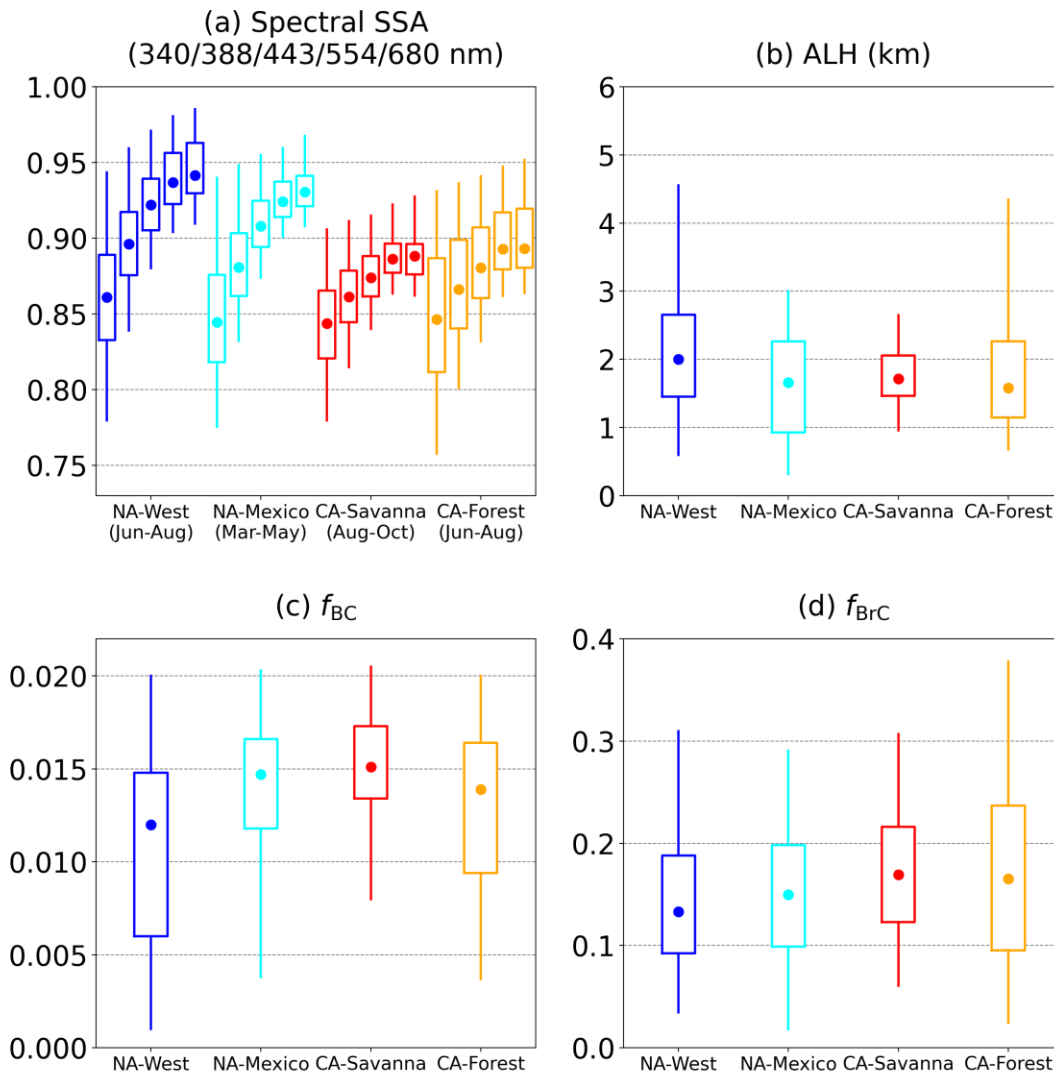 (a) Spectral SSA
(340/388/443/554/680 nm)
1.00
0.95
0.90
0.85
0.80
0.75
NA-West NA-Mexico CA-Savanna CA-Forest
(Jun-Aug) (Mar-May) (Aug-Oct) (Jun-Aug)
(b) ALH (km)
6
5
4
3
2
1
0
NA-West NA-Mexico CA-Savanna CA-Forest
(c) fBC
0.020
0.015
0.010
0.005
0.000
NA-West NA-Mexico CA-Savanna CA-Forest
(d) fBrC
0.4
0.3
0.2
0.1
0.0
NA-West NA-Mexico CA-Savanna CA-Forest